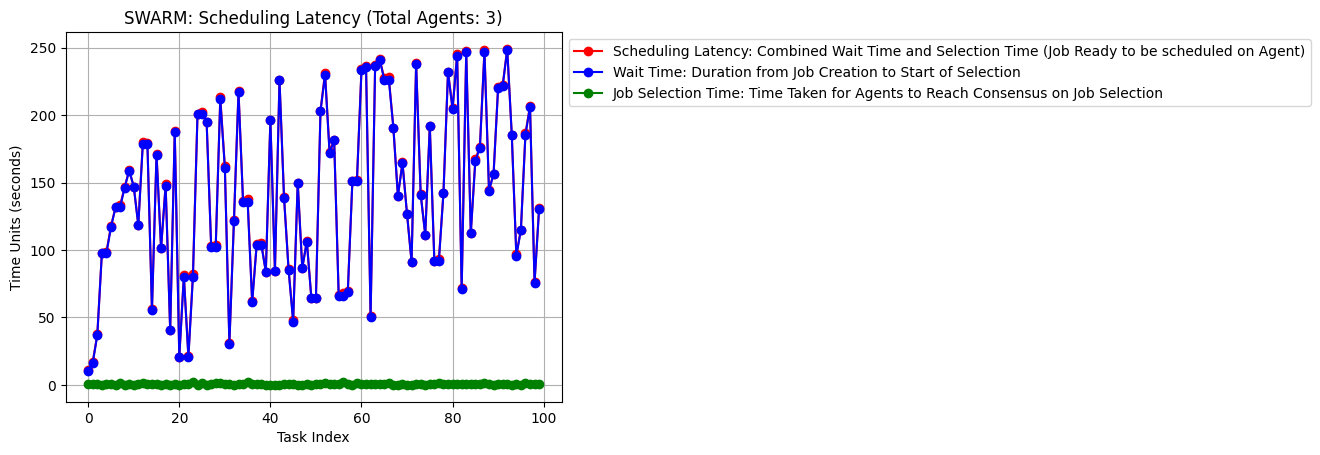 SWARM: Scheduling Latency (Total Agents: 3)
Scheduling Latency: Combined Wait Time and Selection Time (Job Ready to be scheduled on Agent)
Wait Time: Duration from Job Creation to Start of Selection
Job Selection Time: Time Taken for Agents to Reach Consensus on Job Selection
Time Units (seconds)
250
200
150
100
50
0
0 20 40 60 80 100
Task Index